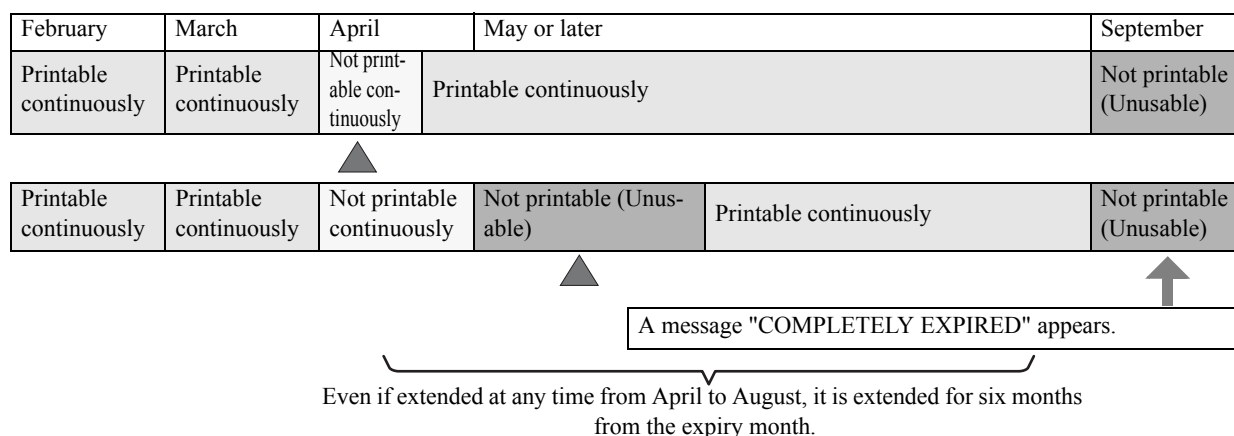 February March April May or later September
Printable continuously
Printable continuously
Not print-
able con-
tinuously
Printable continuously
Not printable
(Unusable)
Printable continuously
Printable continuously
Not printable
continuously
Not printable (Unus-
able)
Printable continuously
Not printable
(Unusable)
A message "COMPLETELY EXPIRED" appears.
Even if extended at any time from April to August, it is extended for six months
from the expiry month.